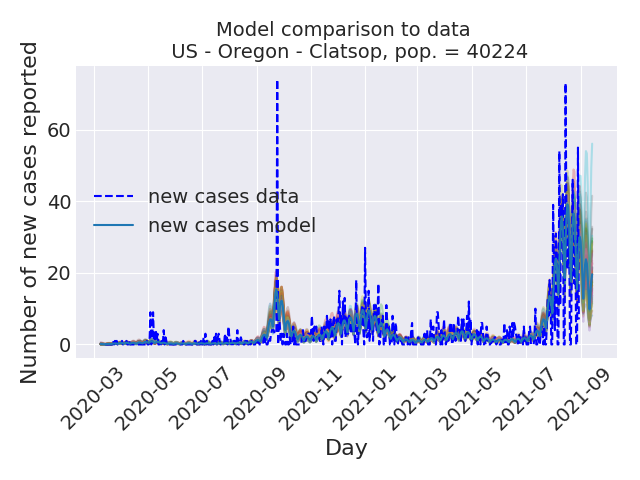 Model comparison to data
US - Oregon - Clatsop, pop. = 40224
Number of new cases reported
60
40
20
0
new cases data
new cases model
2020-03
2020-05
2020-07
2020-09
2020-11
2021-01
2021-03
2021-05
2021-07
2021-09
Day